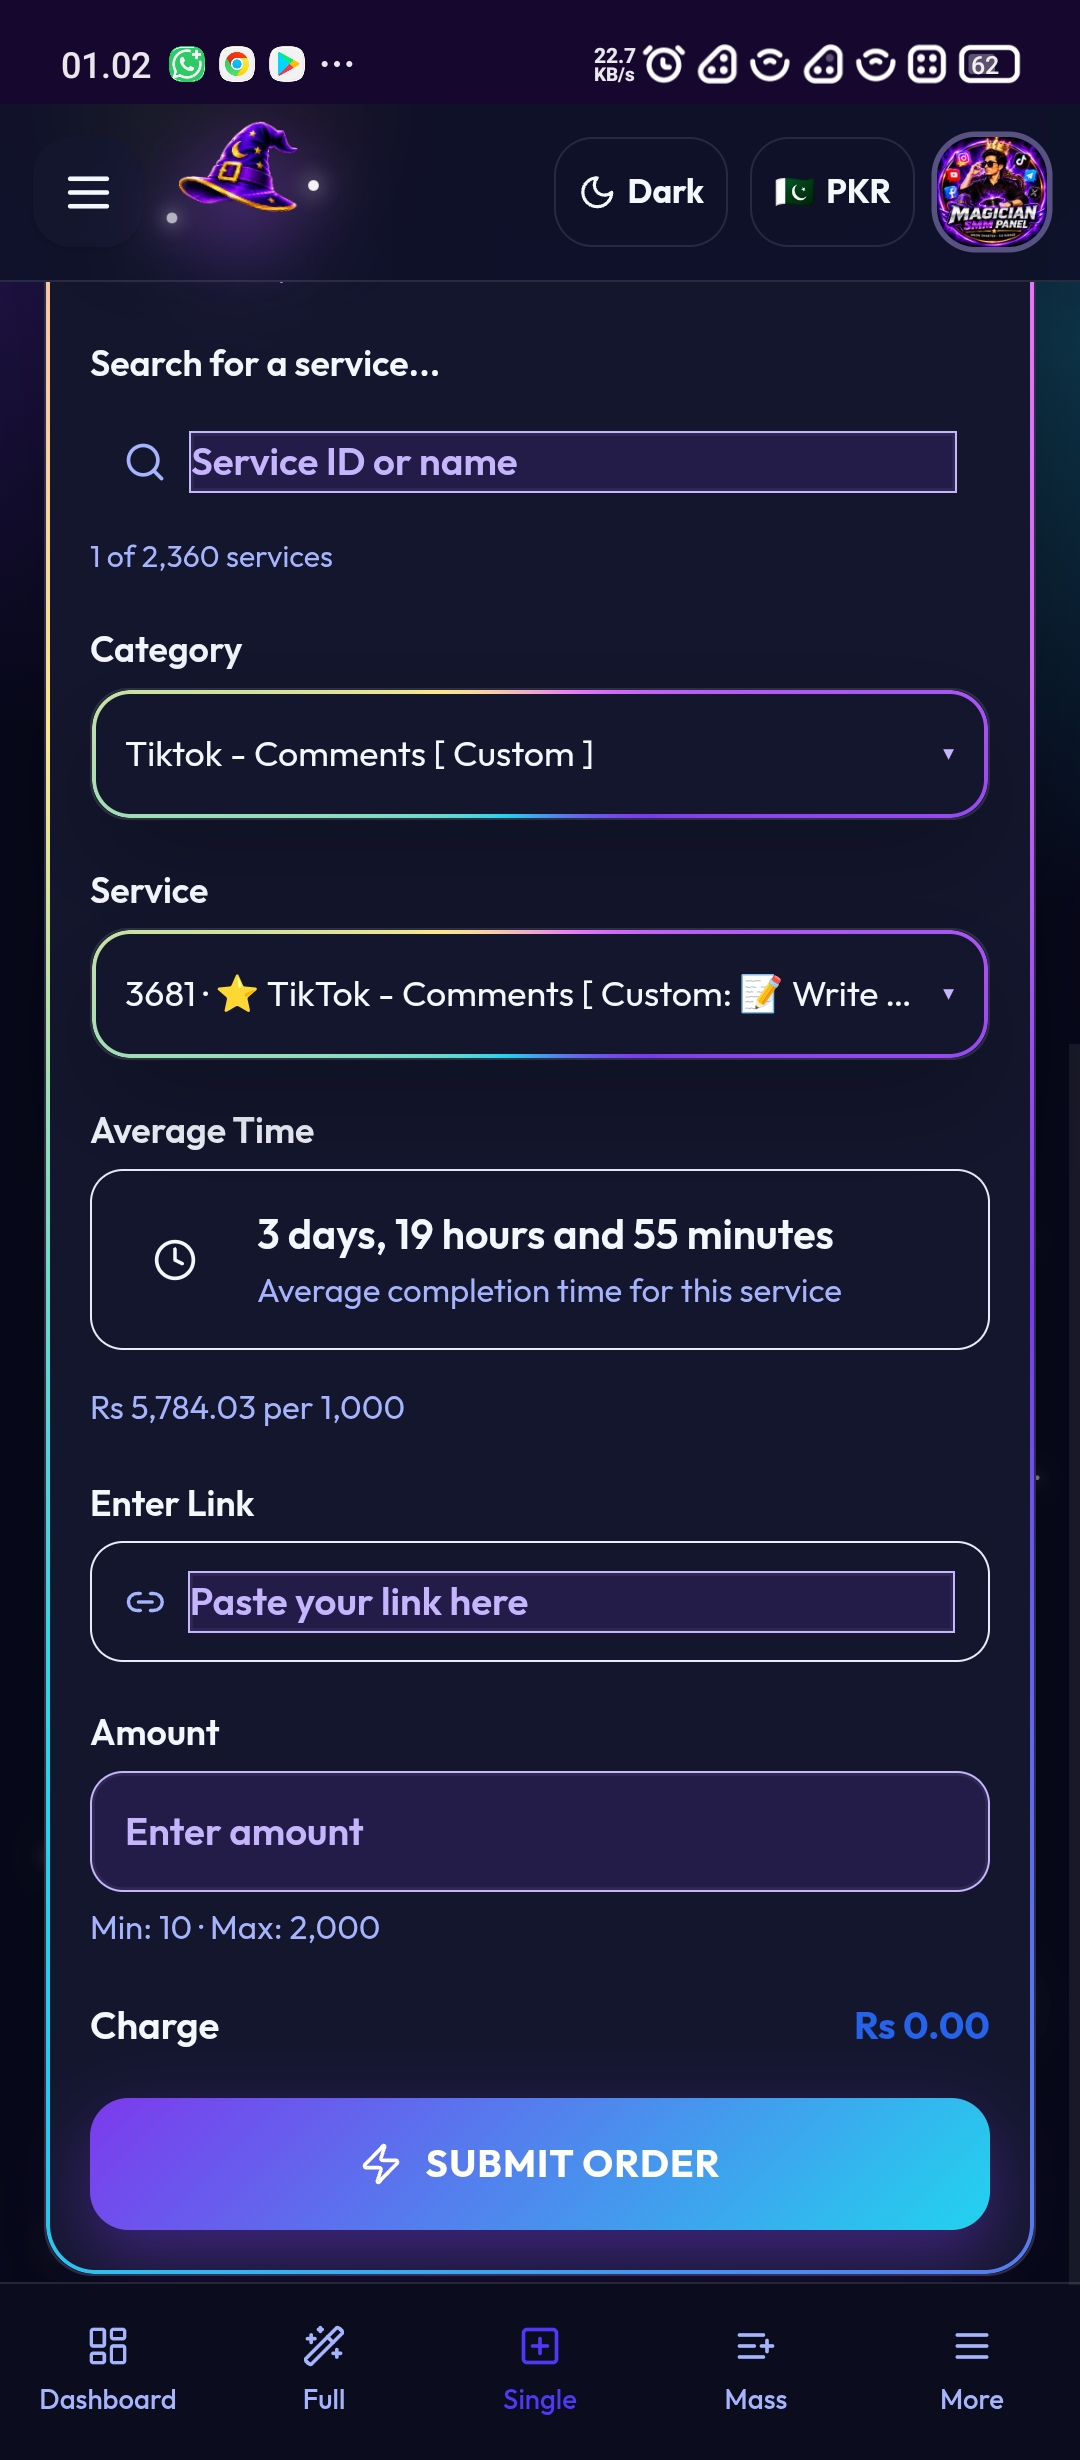 01.02
22.7
KB/s
62
Dark
🇵🇰 PKR
MAGICIAN
SMM PANEL
Search for a service...
Service ID or name
1 of 2,360 services
Category
Tiktok - Comments [ Custom ]
Service
3681 · ⭐ TikTok - Comments [ Custom: 📝 Write ...
Average Time
3 days, 19 hours and 55 minutes
Average completion time for this service
Rs 5,784.03 per 1,000
Enter Link
Paste your link here
Amount
Enter amount
Min: 10 · Max: 2,000
Charge
Rs 0.00
SUBMIT ORDER
Dashboard
Full
Single
Mass
More